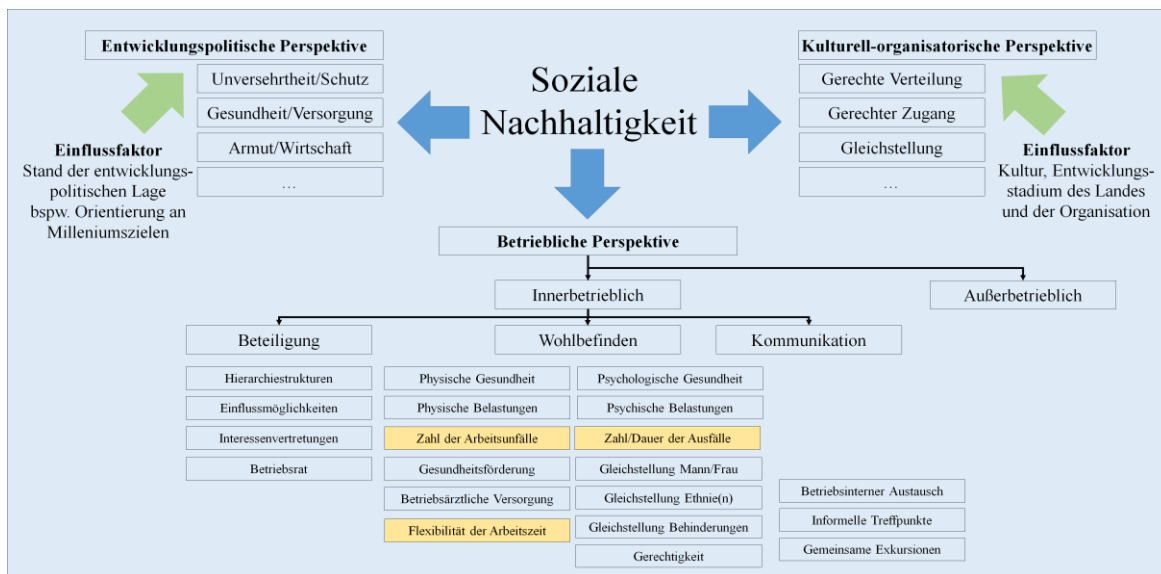 Entwicklungspolitische Perspektive
Unversehrtheit/Schutz
Gesundheit/Versorgung
Armut/Wirtschaft
…
Einflussfaktor
Stand der entwicklungs-
politischen Lage
bspw. Orientierung an
Milleniumszielen
Soziale
Nachhaltigkeit
Kulturell-organisatorische Perspektive
Gerechte Verteilung
Gerechter Zugang
Gleichstellung
…
Einflussfaktor
Kultur, Entwicklungs-
stadium des Landes
und der Organisation
Betriebliche Perspektive
Innerbetrieblich
Außerbetrieblich
Beteiligung
Wohlbefinden
Kommunikation
Hierarchiestrukturen
Einflussmöglichkeiten
Interessenvertretungen
Betriebsrat
Physische Gesundheit
Physische Belastungen
Zahl der Arbeitsunfälle
Gesundheitsförderung
Betriebsärztliche Versorgung
Flexibilität der Arbeitszeit
Psychologische Gesundheit
Psychische Belastungen
Zahl/Dauer der Ausfälle
Gleichstellung Mann/Frau
Gleichstellung Ethnie(n)
Gleichstellung Behinderungen
Gerechtigkeit
Betriebsinterner Austausch
Informelle Treffpunkte
Gemeinsame Exkursionen